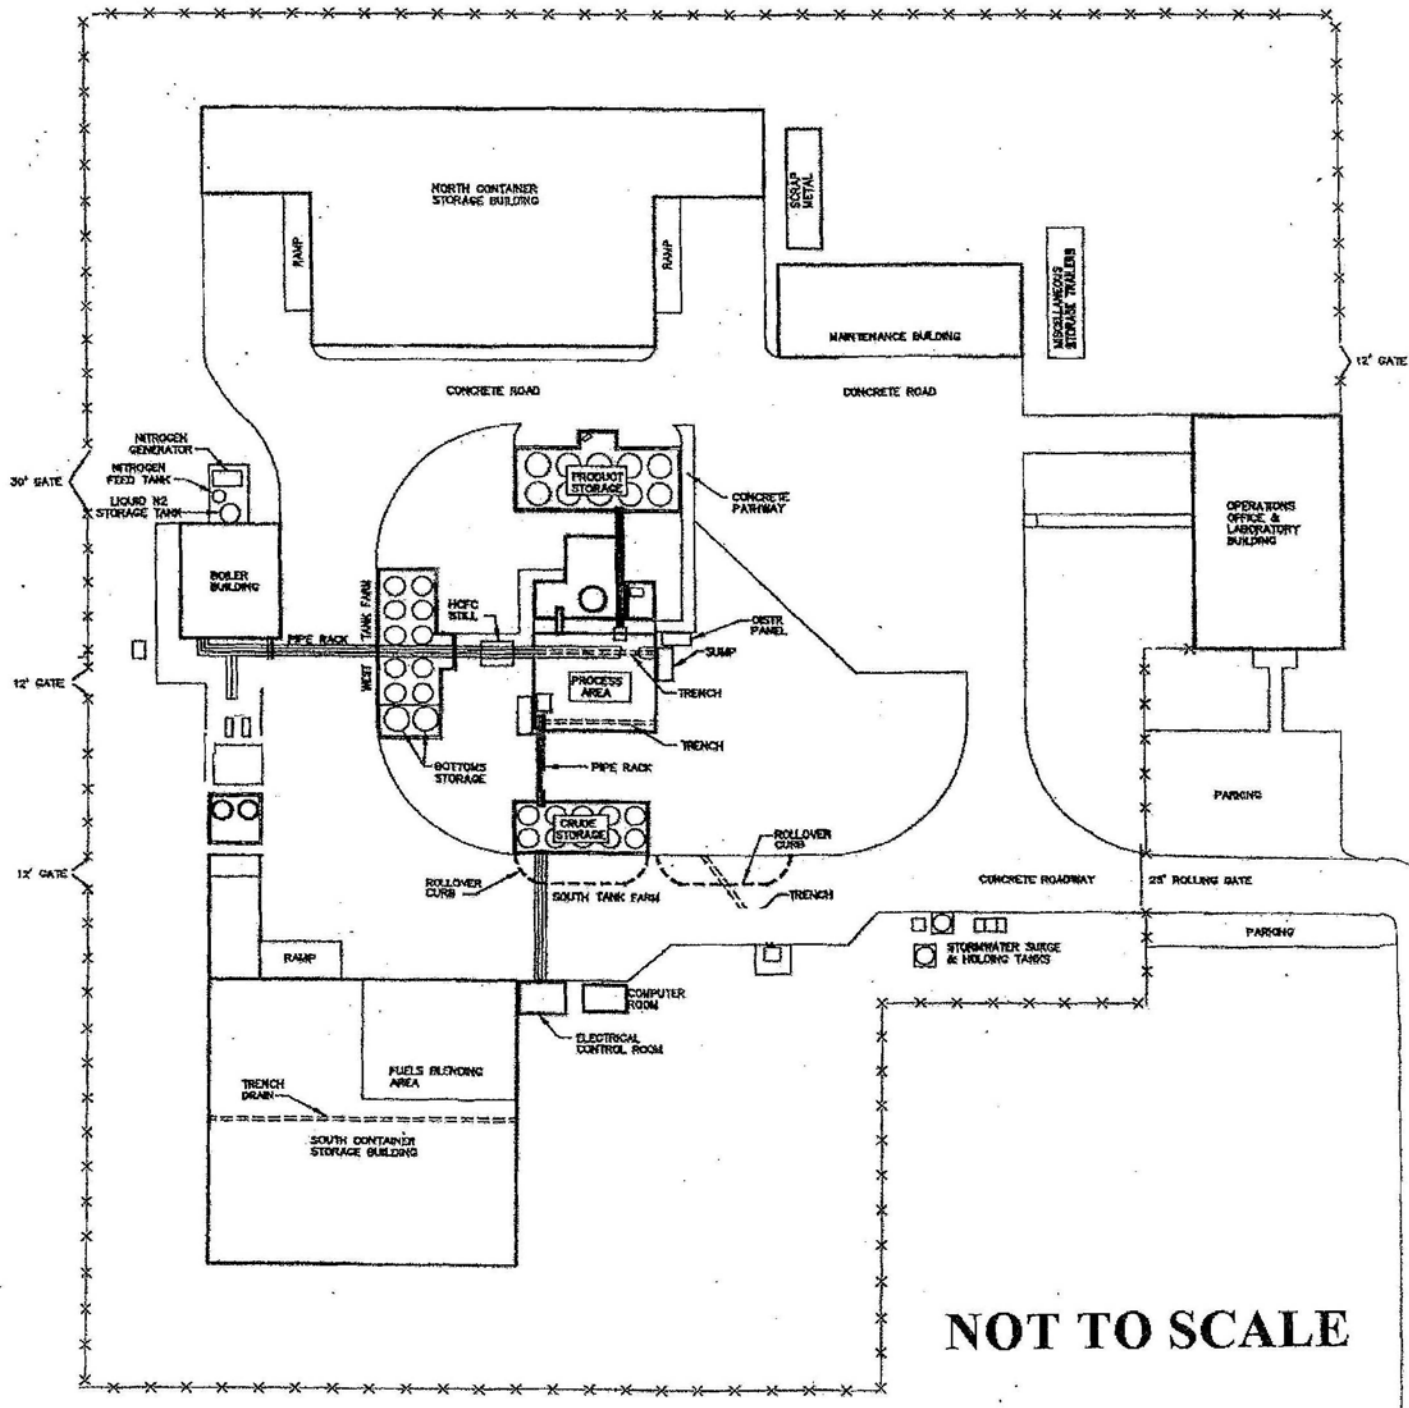 NORTH CONTAINER
STORAGE BUILDING
SCRAP
METAL
RAMP
RAMP
MISCELLANEOUS
STORAGE TRAILERS
MAINTENANCE BUILDING
12' GATE
CONCRETE ROAD
CONCRETE ROAD
NITROGEN
GENERATOR
NITROGEN
FEED TANK
30' GATE
LIQUID N2
STORAGE TANK
PRODUCT
STORAGE
CONCRETE
PATHWAY
OPERATIONS
OFFICE &
LABORATORY
BUILDING
BOILER
BUILDING
WEST TANK FARM
HCFC
STILL
DISTR.
PANEL
PIPE RACK
SUMP
12' GATE
PROCESS
AREA
TRENCH
TRENCH
BOTTOMS
STORAGE
PIPE RACK
PARKING
CRUDE
STORAGE
ROLLOVER
CURB
12' GATE
ROLLOVER
CURB
SOUTH TANK FARM
TRENCH
CONCRETE ROADWAY
25' ROLLING GATE
RAMP
STORMWATER SURGE
& HOLDING TANKS
PARKING
COMPUTER
ROOM
ELECTRICAL
CONTROL ROOM
FUELS BLENDING
AREA
TRENCH
DRAIN
SOUTH CONTAINER
STORAGE BUILDING
NOT TO SCALE